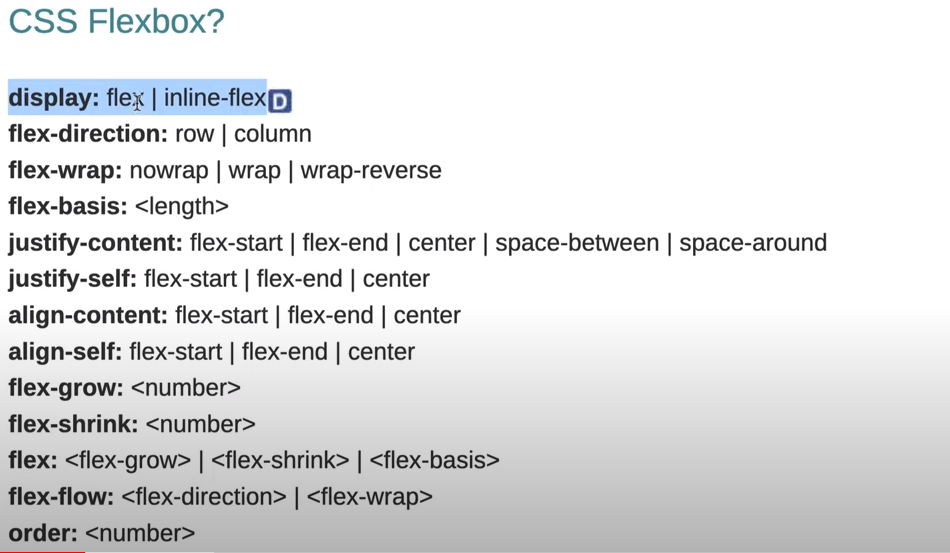 CSS Flexbox?
display: flex | inline-flex D
flex-direction: row | column
flex-wrap: nowrap | wrap | wrap-reverse
flex-basis: <length>
justify-content: flex-start | flex-end | center | space-between | space-around
justify-self: flex-start | flex-end | center
align-content: flex-start | flex-end | center
align-self: flex-start | flex-end | center
flex-grow: <number>
flex-shrink: <number>
flex: <flex-grow> | <flex-shrink> | <flex-basis>
flex-flow: <flex-direction> | <flex-wrap>
order: <number>